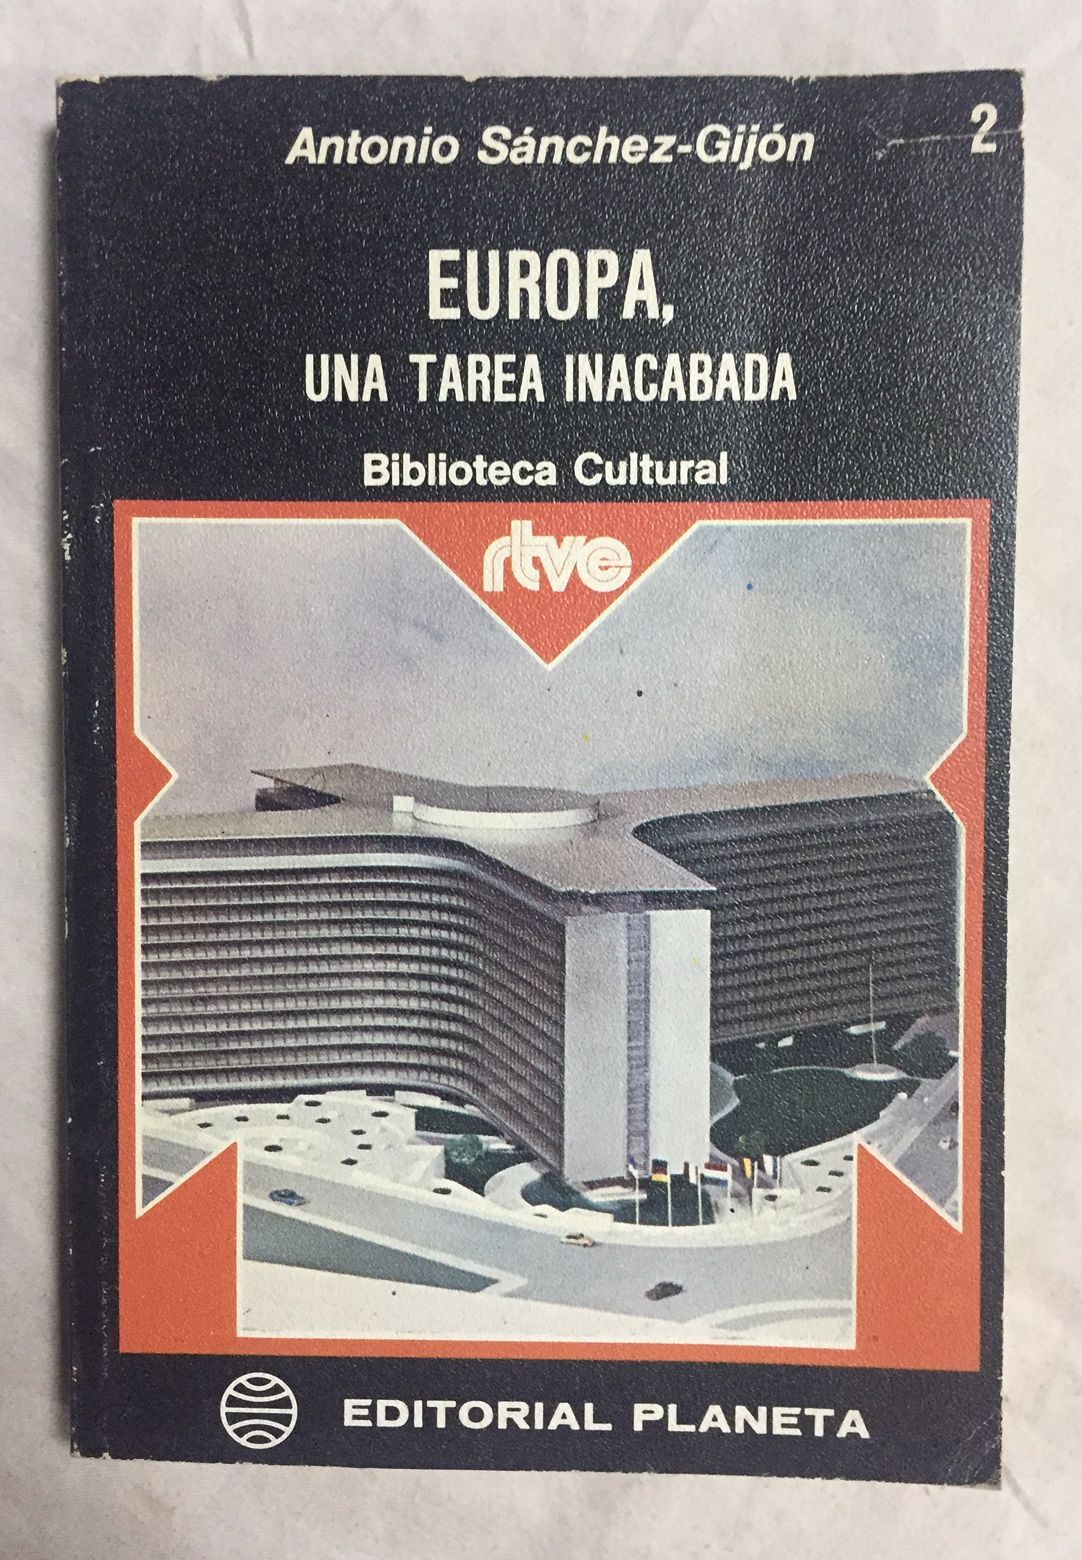 2
Antonio Sánchez-Gijón
EUROPA,
UNA TAREA INACABADA
Biblioteca Cultural
rtve
EDITORIAL PLANETA